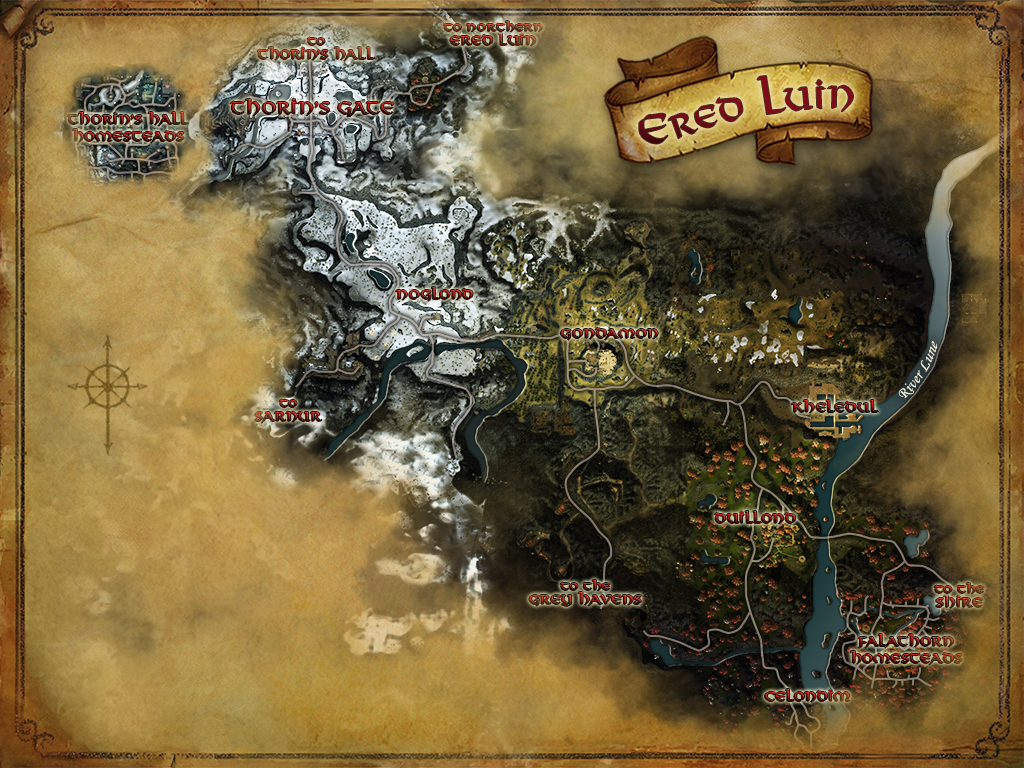 TO NORTHERN
ERED LUIN
TO
THORIN'S HALL
Ered Luin
THORIN'S GATE
THORIN'S HALL
HOMESTEADS
NOGLOND
GONDAMON
River Lune
KHELEDUL
TO
SARNUR
DUILLOND
TO THE
GREY HAVENS
TO THE
SHIRE
FALATHORN
HOMESTEADS
CELONDIM